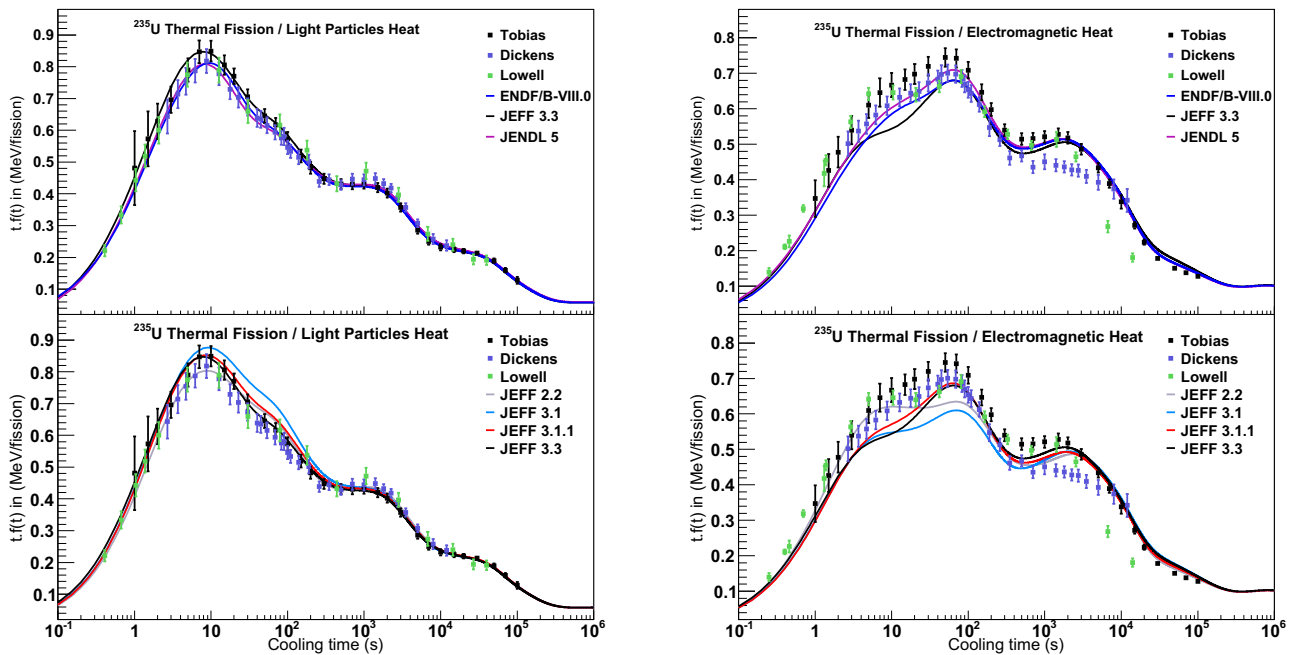 ²³⁵U Thermal Fission / Light Particles Heat
Tobias
Dickens
Lowell
ENDF/B-VIII.0
JEFF 3.3
JENDL 5
t.f(t) in (MeV/fission)
0.9
0.8
0.7
0.6
0.5
0.4
0.3
0.2
0.1
²³⁵U Thermal Fission / Light Particles Heat
Tobias
Dickens
Lowell
JEFF 2.2
JEFF 3.1
JEFF 3.1.1
JEFF 3.3
t.f(t) in (MeV/fission)
0.9
0.8
0.7
0.6
0.5
0.4
0.3
0.2
0.1
10⁻¹ 1 10 10² 10³ 10⁴ 10⁵ 10⁶
Cooling time (s)
²³⁵U Thermal Fission / Electromagnetic Heat
Tobias
Dickens
Lowell
ENDF/B-VIII.0
JEFF 3.3
JENDL 5
t.f(t) in (MeV/fission)
0.8
0.7
0.6
0.5
0.4
0.3
0.2
0.1
²³⁵U Thermal Fission / Electromagnetic Heat
Tobias
Dickens
Lowell
JEFF 2.2
JEFF 3.1
JEFF 3.1.1
JEFF 3.3
t.f(t) in (MeV/fission)
0.8
0.7
0.6
0.5
0.4
0.3
0.2
0.1
10⁻¹ 1 10 10² 10³ 10⁴ 10⁵ 10⁶
Cooling time (s)